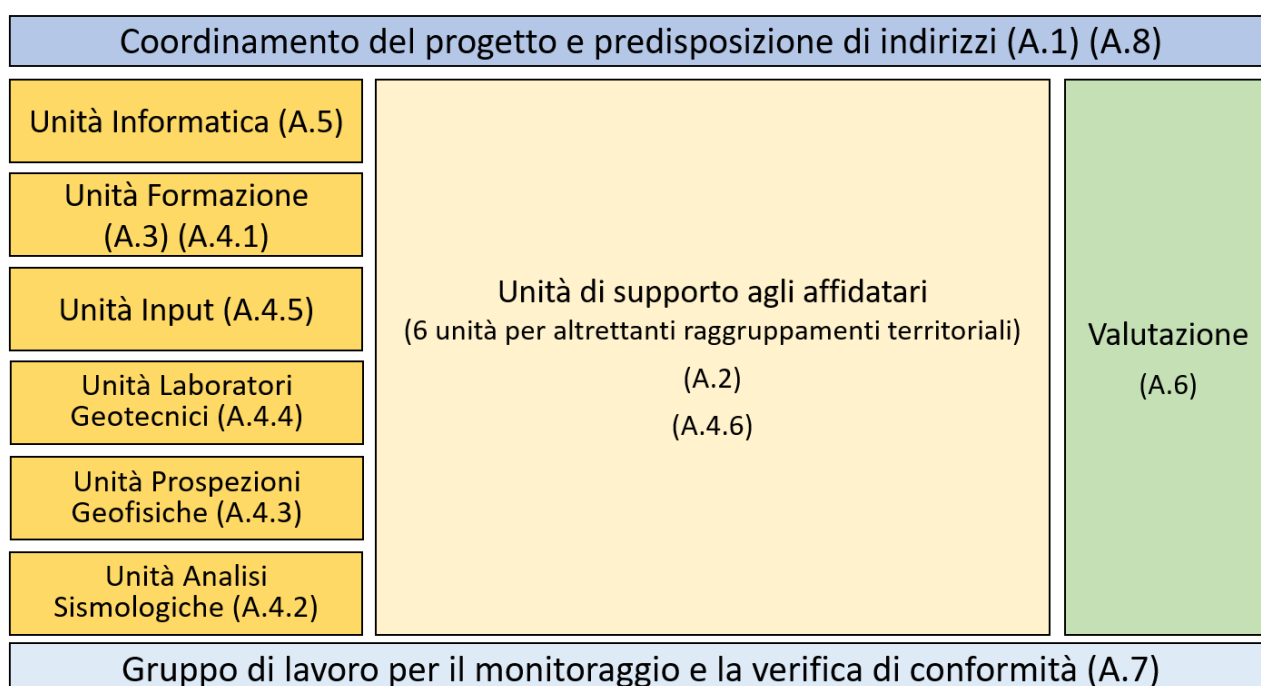 Coordinamento del progetto e predisposizione di indirizzi (A.1) (A.8)
Unità Informatica (A.5)
Unità Formazione
(A.3) (A.4.1)
Unità Input (A.4.5)
Unità Laboratori
Geotecnici (A.4.4)
Unità Prospezioni
Geofisiche (A.4.3)
Unità Analisi
Sismologiche (A.4.2)
Unità di supporto agli affidatari
(6 unità per altrettanti raggruppamenti territoriali)
(A.2)
(A.4.6)
Valutazione
(A.6)
Gruppo di lavoro per il monitoraggio e la verifica di conformità (A.7)